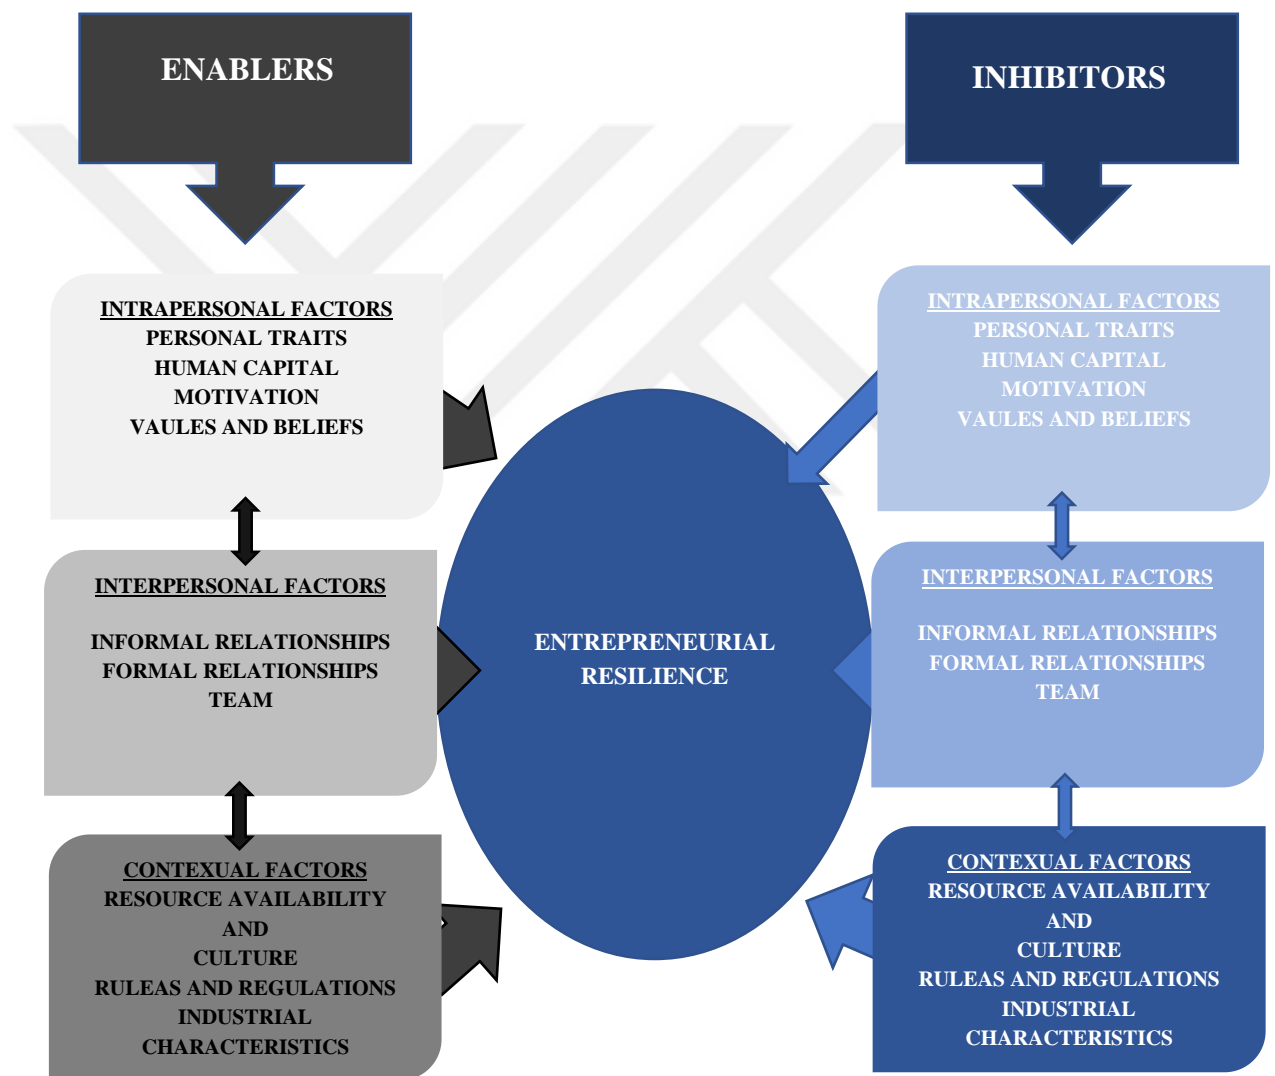 ENABLERS
INTRAPERSONAL FACTORS
PERSONAL TRAITS
HUMAN CAPITAL
MOTIVATION
VAULES AND BELIEFS
INTERPERSONAL FACTORS
INFORMAL RELATIONSHIPS
FORMAL RELATIONSHIPS
TEAM
CONTEXUAL FACTORS
RESOURCE AVAILABILITY
AND
CULTURE
RULEAS AND REGULATIONS
INDUSTRIAL
CHARACTERISTICS
ENTREPRENEURIAL
RESILIENCE
INHIBITORS
INTRAPERSONAL FACTORS
PERSONAL TRAITS
HUMAN CAPITAL
MOTIVATION
VAULES AND BELIEFS
INTERPERSONAL FACTORS
INFORMAL RELATIONSHIPS
FORMAL RELATIONSHIPS
TEAM
CONTEXUAL FACTORS
RESOURCE AVAILABILITY
AND
CULTURE
RULEAS AND REGULATIONS
INDUSTRIAL
CHARACTERISTICS